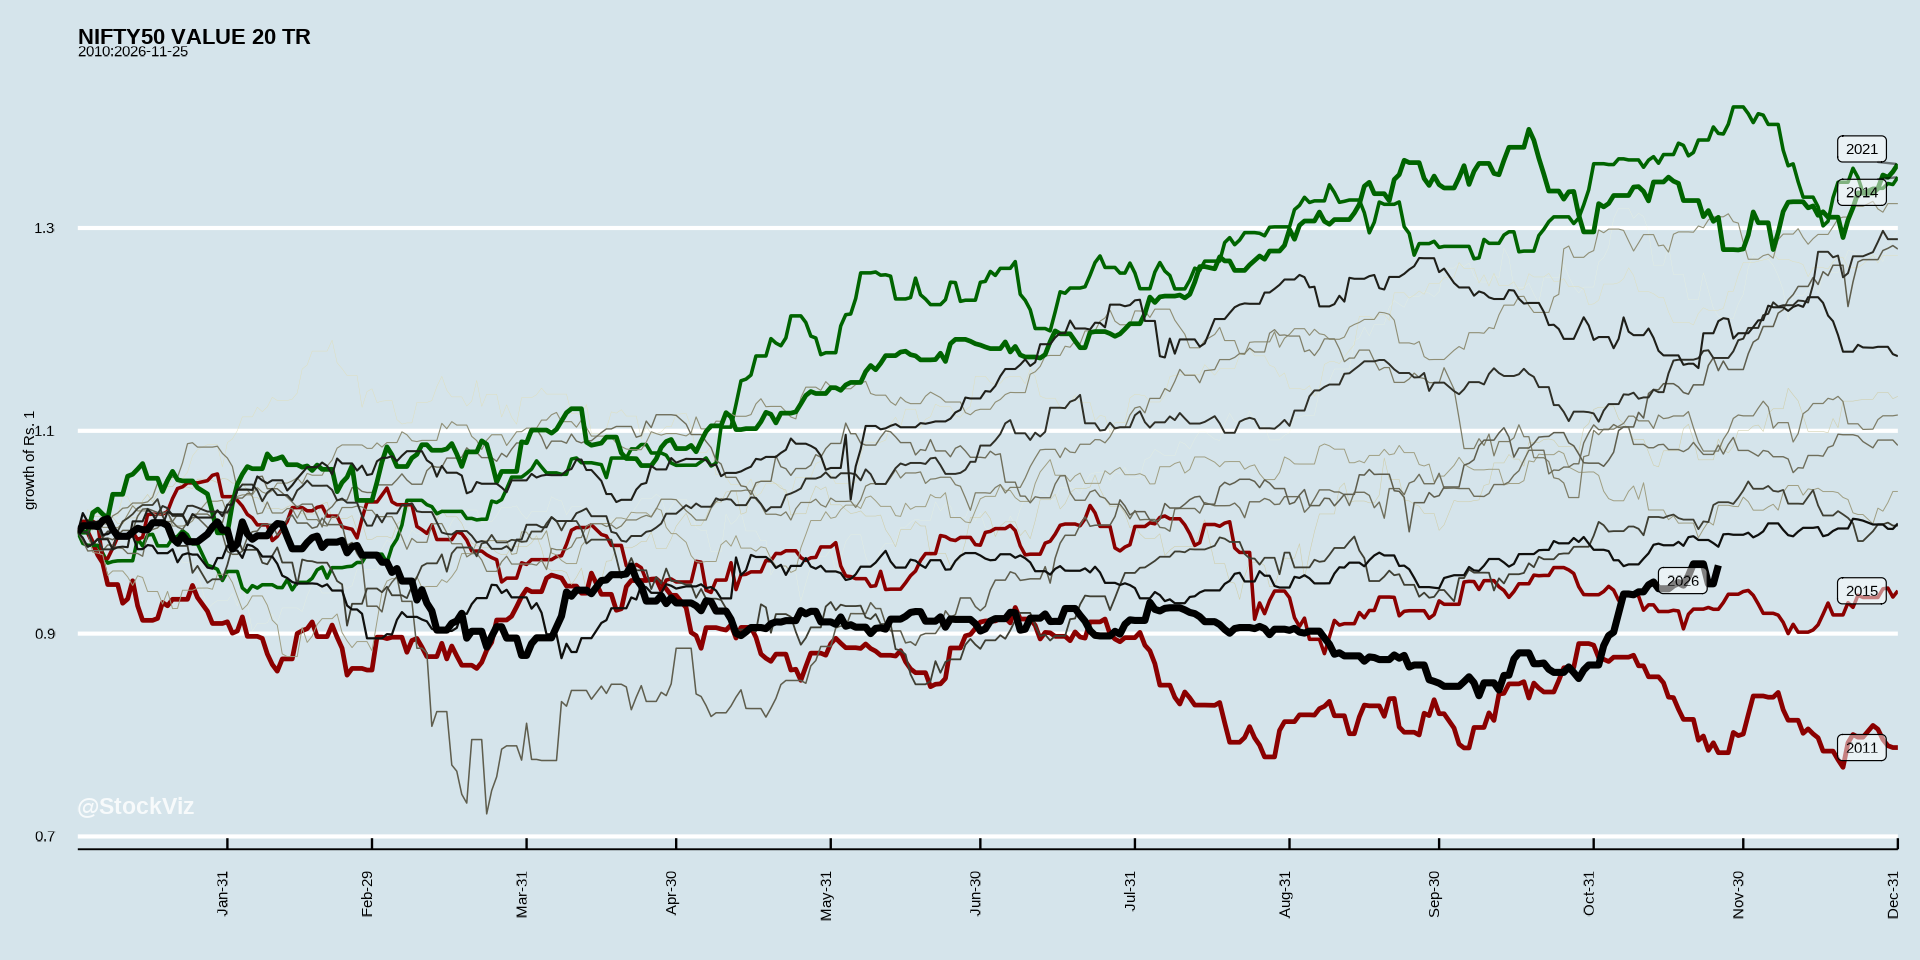 NIFTY50 VALUE 20 TR
2010:2026-11-25
growth of Rs. 1
1.3
1.1
0.9
0.7
2021
2014
2026
2015
2011
@StockViz
Jan-31
Feb-29
Mar-31
Apr-30
May-31
Jun-30
Jul-31
Aug-31
Sep-30
Oct-31
Nov-30
Dec-31